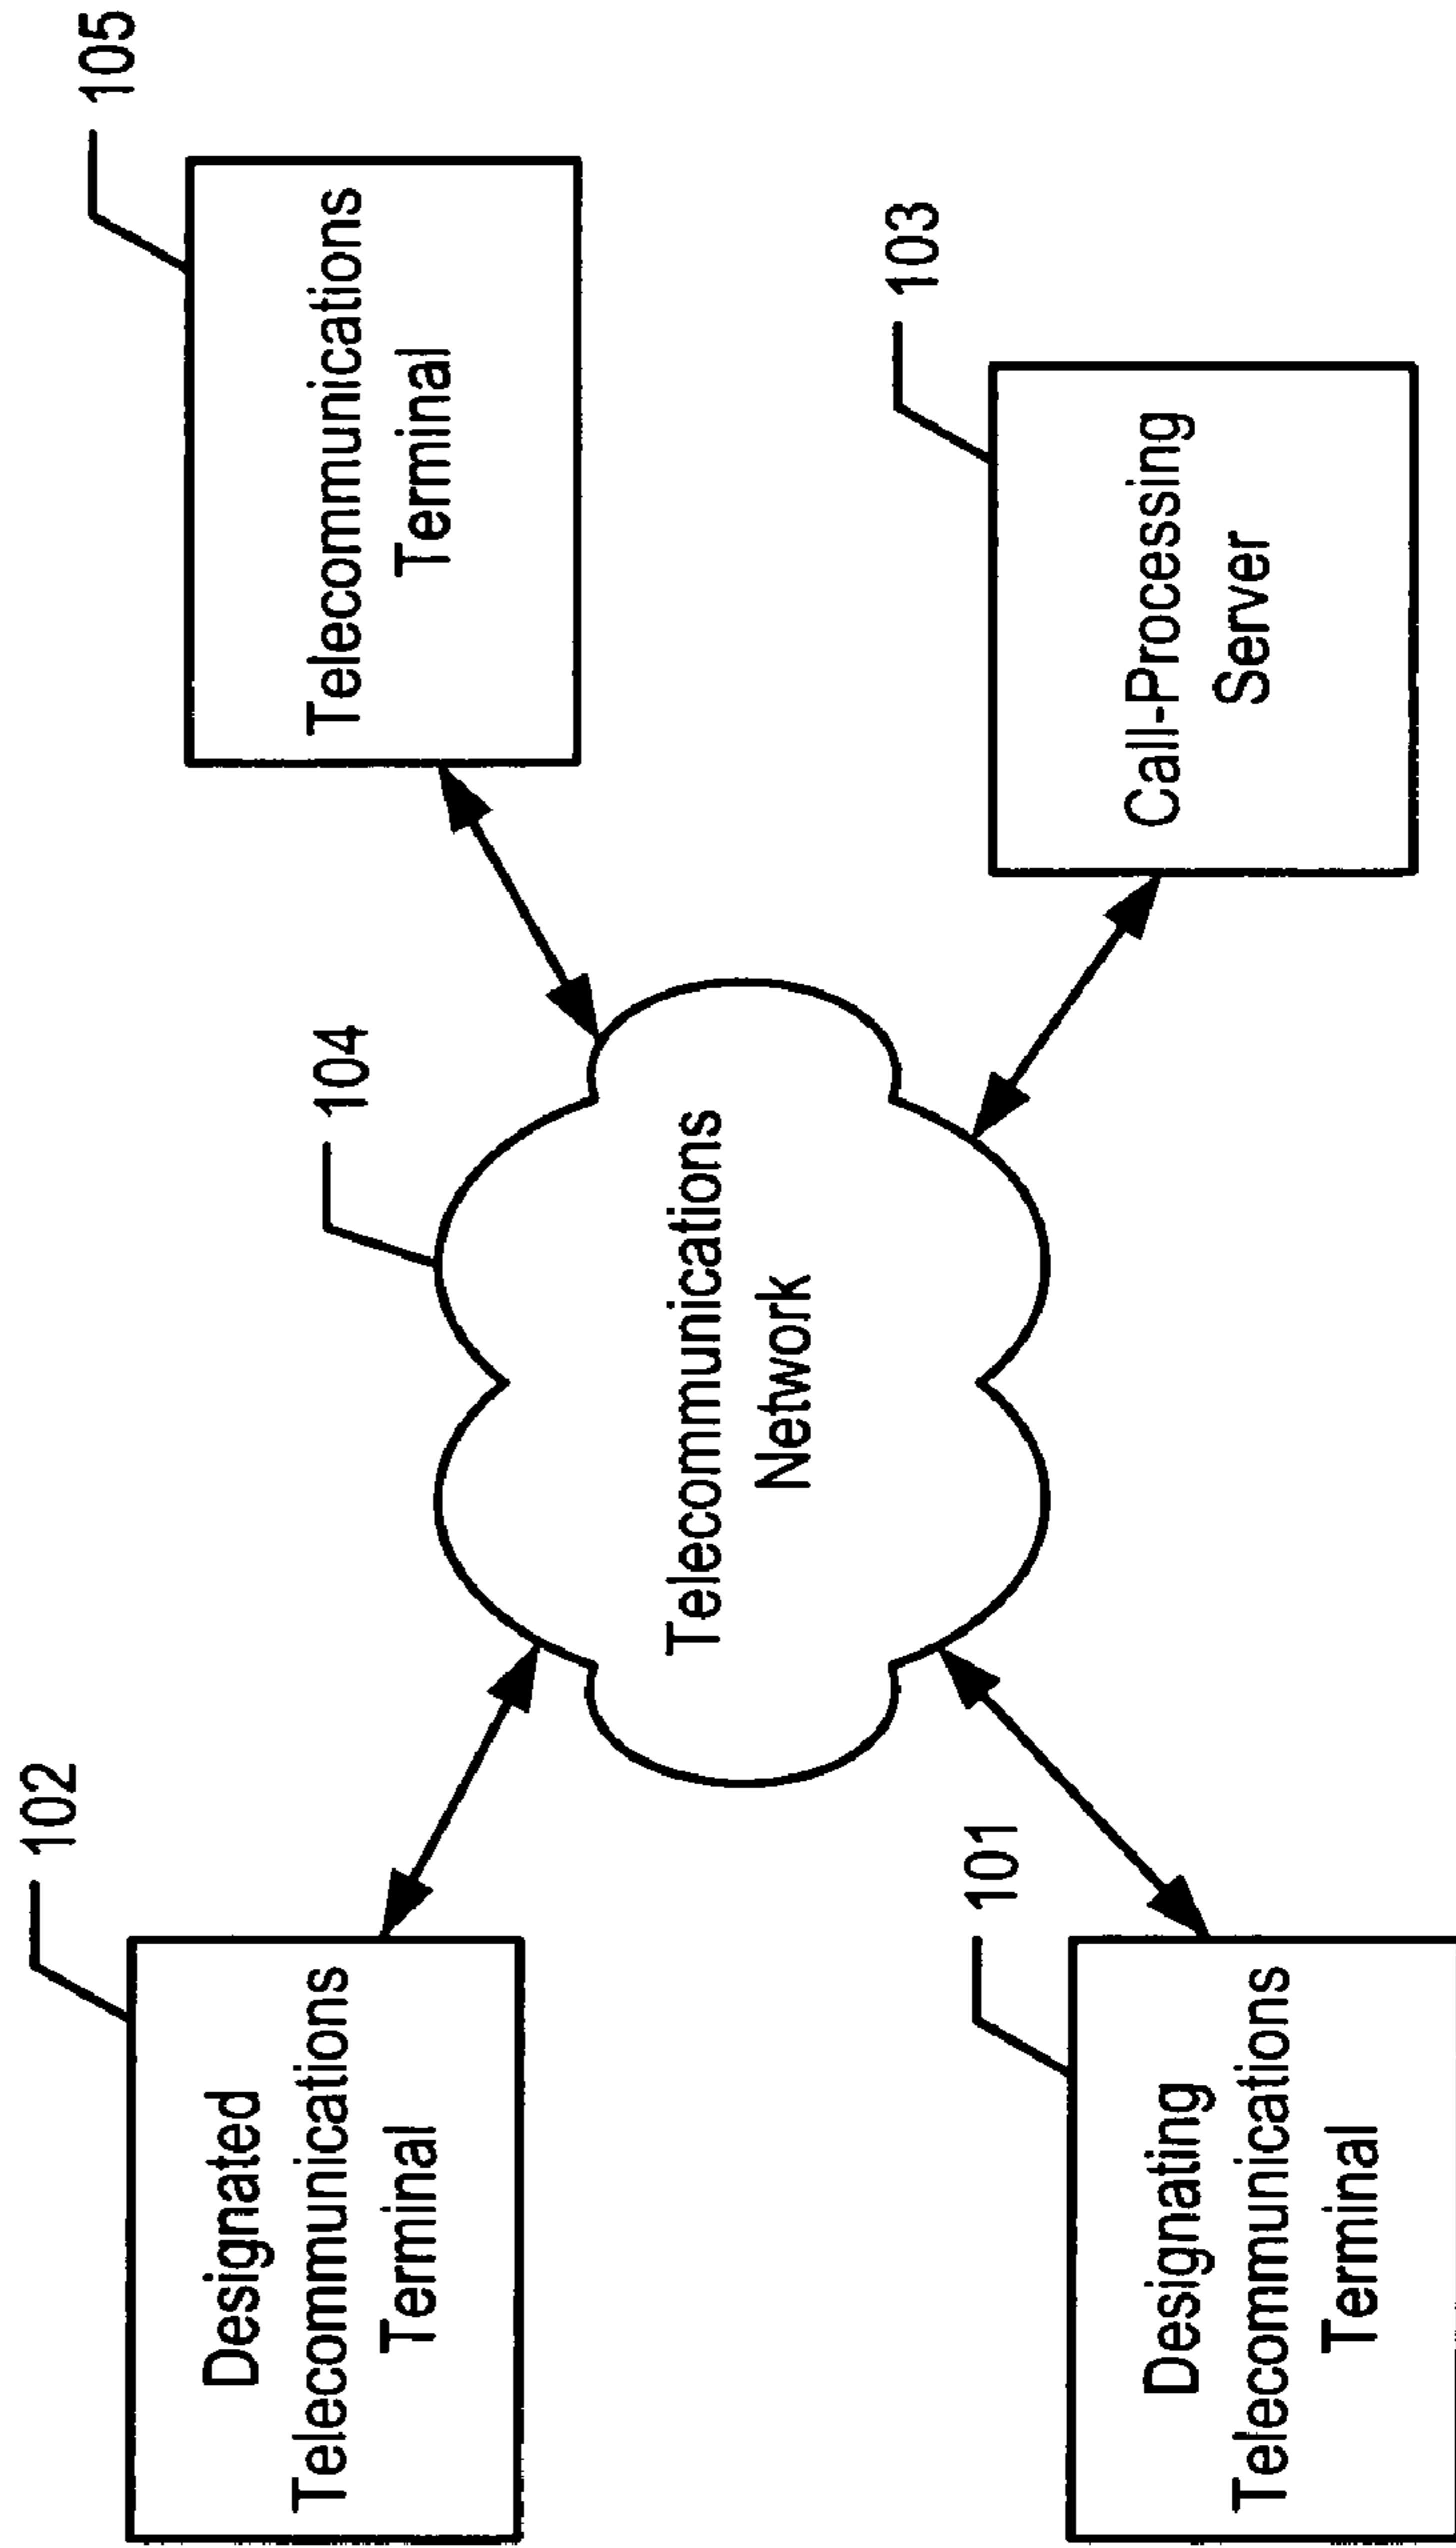 102
Designated
Telecommunications
Terminal
105
Telecommunications
Terminal
104
Telecommunications
Network
101
Designating
Telecommunications
Terminal
103
Call-Processing
Server